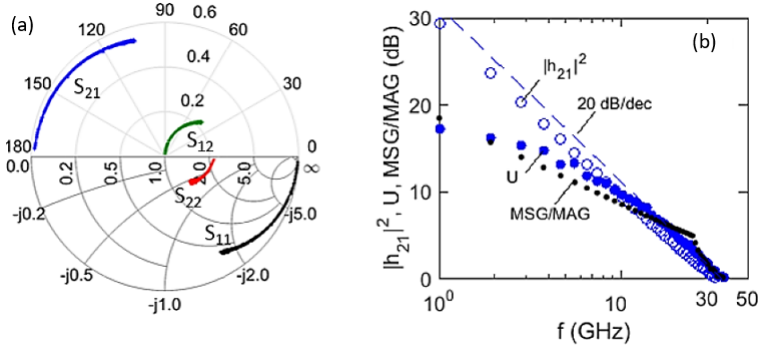 (a)
90
0.6
120
60
0.4
150
30
S21
0.2
S12
180
0
0.0
0.2
0.5
1.0
2.0
5.0
∞
S22
-j0.2
-j5.0
S11
-j0.5
-j2.0
-j1.0
(b)
|h21|², U, MSG/MAG (dB)
30
20
10
0
|h21|²
20 dB/dec
U
MSG/MAG
10⁰
10
30
50
f (GHz)